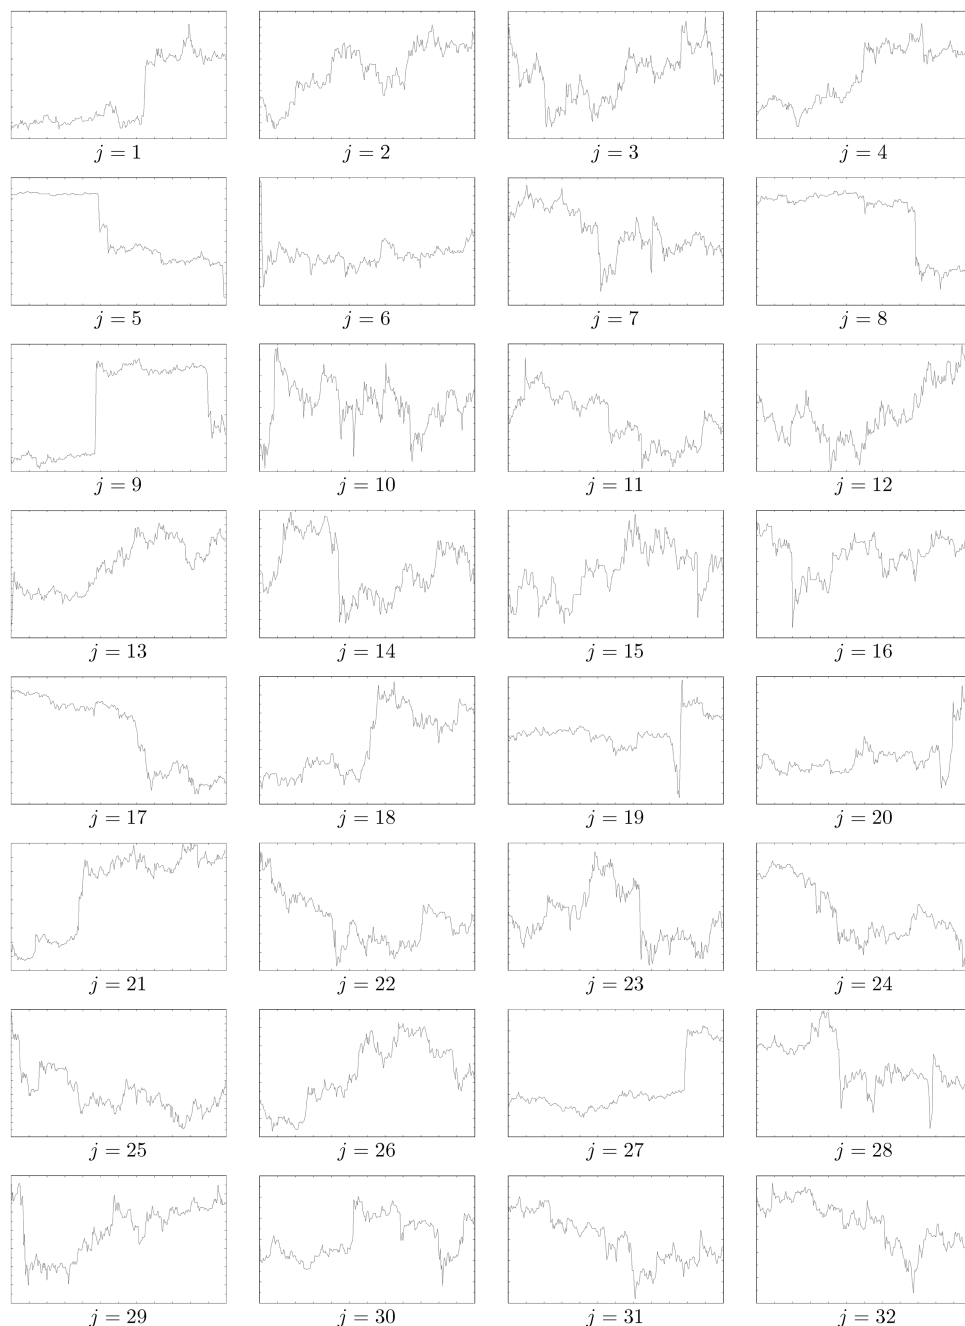 j = 1 j = 2 j = 3 j = 4
j = 5 j = 6 j = 7 j = 8
j = 9 j = 10 j = 11 j = 12
j = 13 j = 14 j = 15 j = 16
j = 17 j = 18 j = 19 j = 20
j = 21 j = 22 j = 23 j = 24
j = 25 j = 26 j = 27 j = 28
j = 29 j = 30 j = 31 j = 32